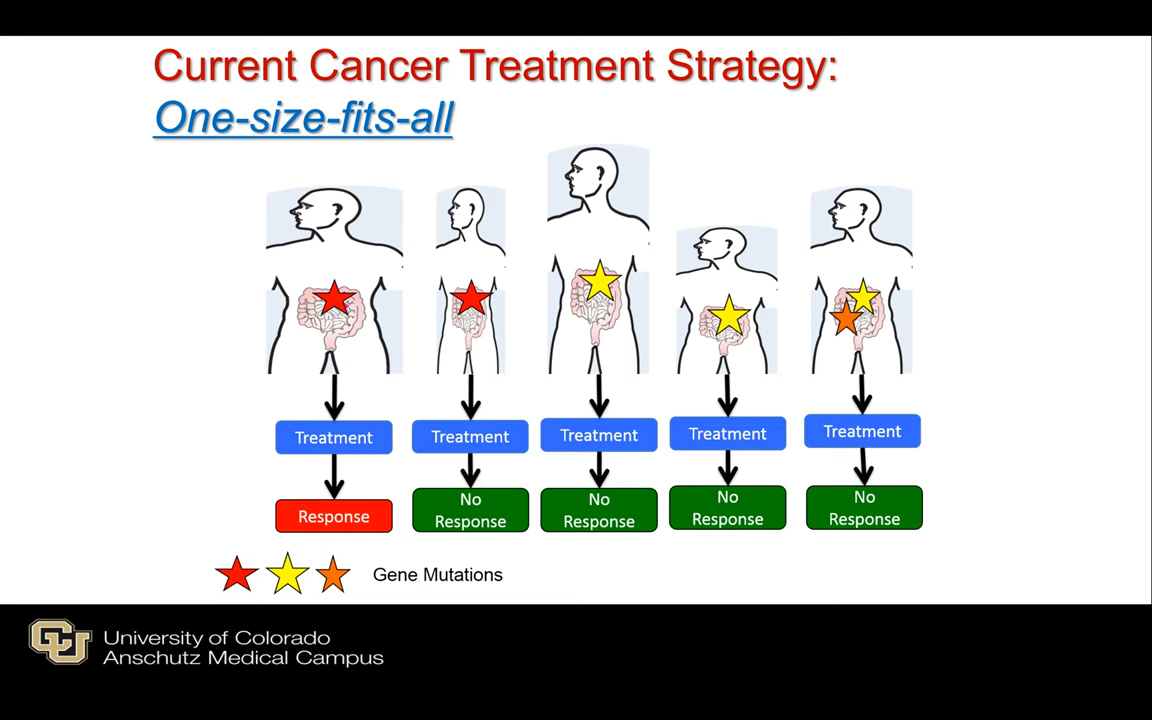 Current Cancer Treatment Strategy:
One-size-fits-all
Treatment
Treatment
Treatment
Treatment
Treatment
Response
No
Response
No
Response
No
Response
No
Response
Gene Mutations
CU
University of Colorado
Anschutz Medical Campus